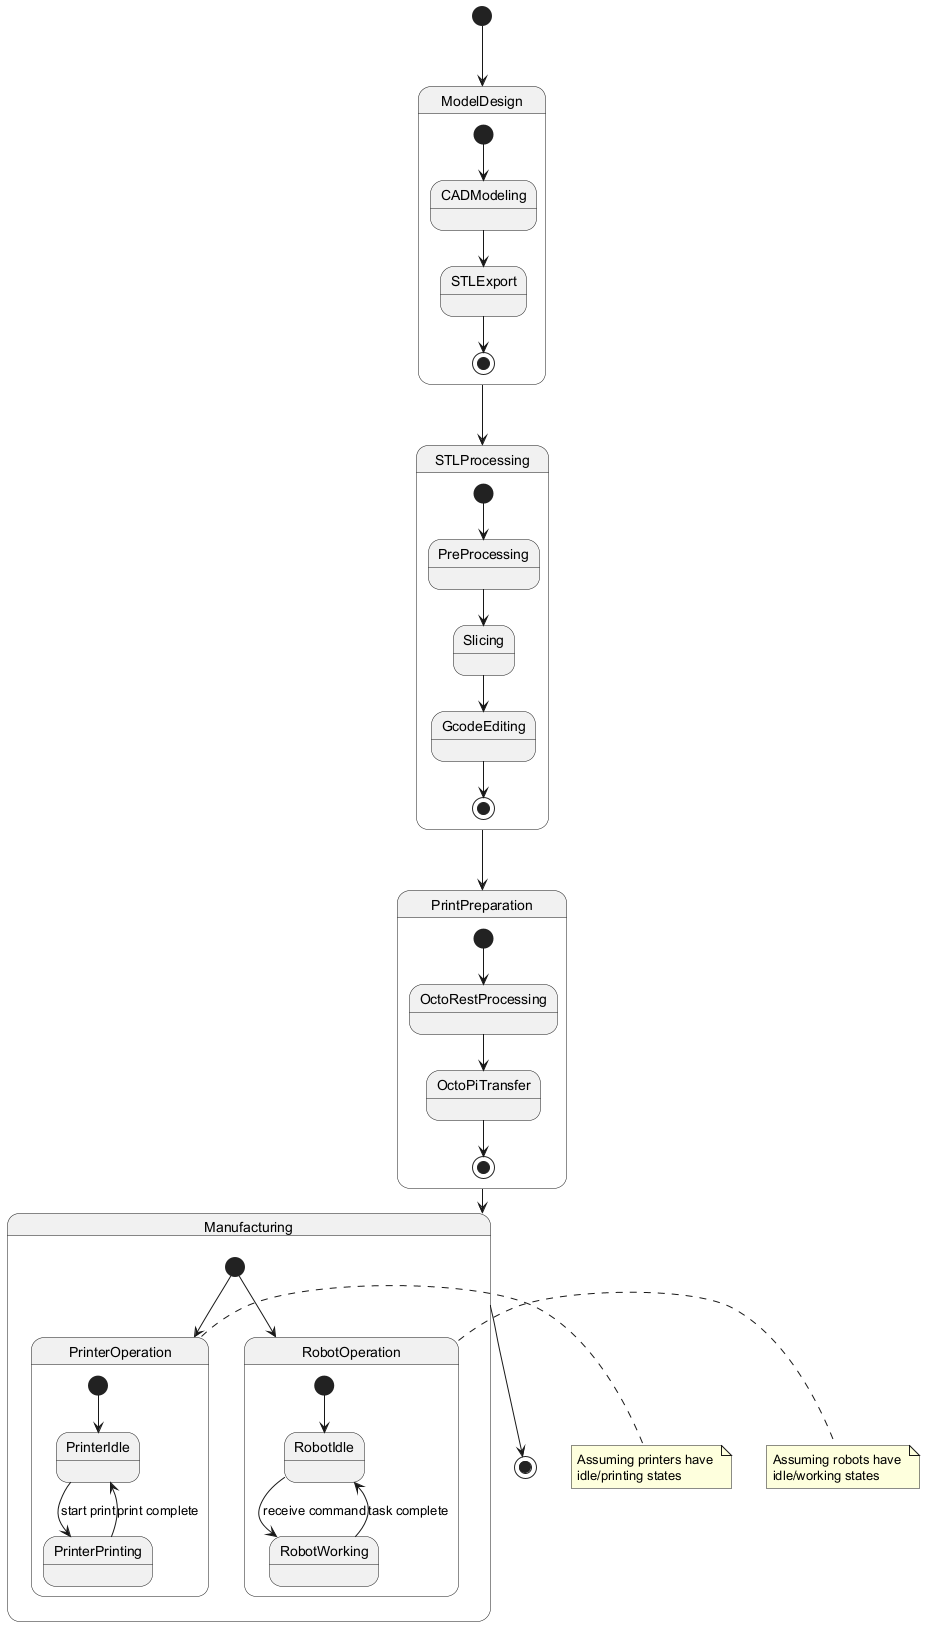 ModelDesign
CADModeling
STLExport
STLProcessing
PreProcessing
Slicing
GcodeEditing
PrintPreparation
OctoRestProcessing
OctoPiTransfer
Manufacturing
PrinterOperation
RobotOperation
PrinterIdle
RobotIdle
Assuming printers have
idle/printing states
Assuming robots have
idle/working states
start print
print complete
receive command
task complete
PrinterPrinting
RobotWorking